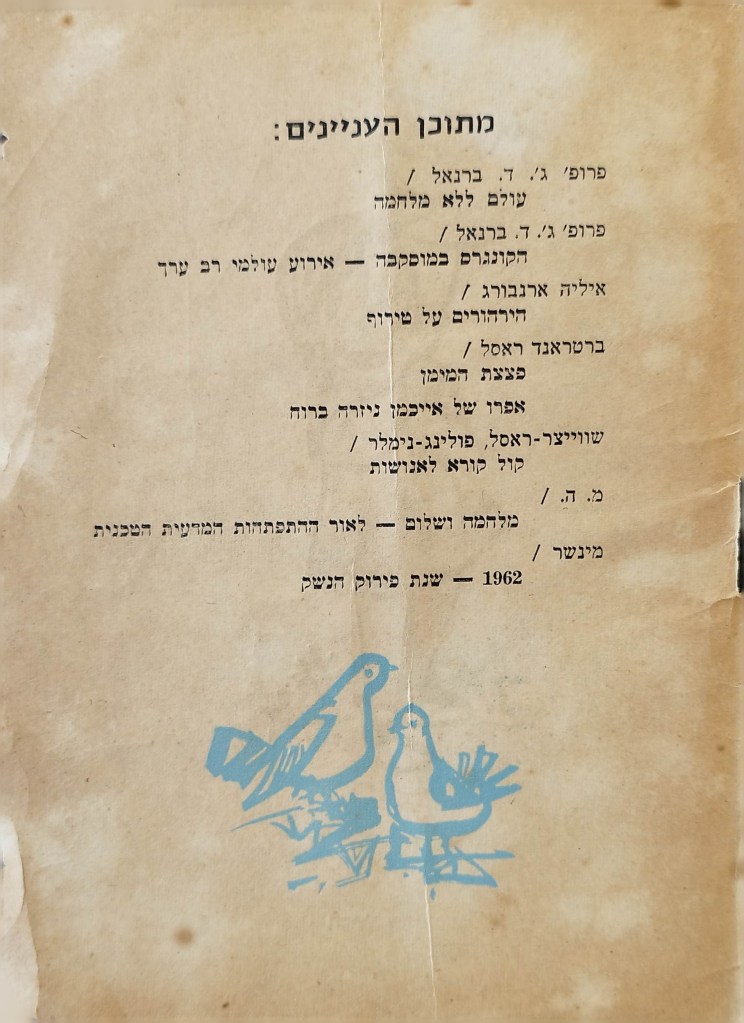 מתוכן העניינים:
פרופ' ג'. ד. ברנאל /
עולם ללא מלחמה
פרופ' ג'. ד. ברנאל /
הקונגרס במוסקבה — אירוע עולמי רב ערך
איליה ארנבורג /
הירהורים על טירוף
ברטראנד ראסל /
פצצת המימן
אפרו של אייכמן ניזרה ברוח
שווייצר-ראסל, פולינג-נימלר /
קול קורא לאנושות
מ. ה. /
מלחמה ושלום — לאור ההתפתחות המדעית הטכנית
מינשר /
1962 — שנת פירוק הנשק